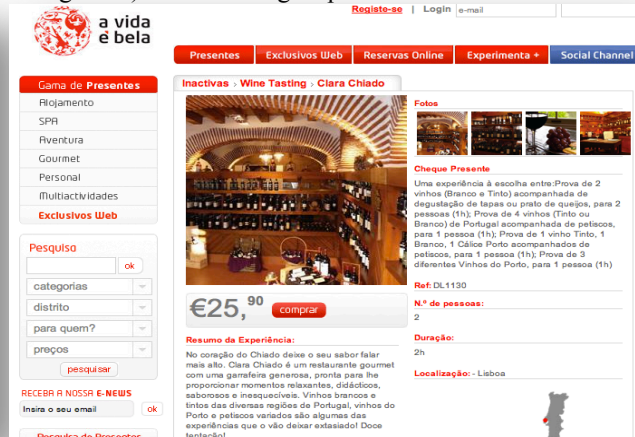 Registe-se | Login e-mail
a vida
é bela
Presentes Exclusivos Web Reservas Online Experimenta + Social Channel
Gama de Presentes
Alojamento
SPA
Aventura
Gourmet
Personal
Multiactividades
Exclusivos Web
Pesquisa
ok
categorias
distrito
para quem?
preços
pesquisar
RECEBA A NOSSA E-NEWS
Insira o seu email ok
Pesquisa de Presentes
Inactivas > Wine Tasting > Clara Chiado
€25,90 comprar
Resumo da Experiência:
No coração do Chiado deixe o seu sabor falar
mais alto. Clara Chiado é um restaurante gourmet
com uma garrafeira generosa, pronta para lhe
proporcionar momentos relaxantes, didácticos,
saborosos e inesquecíveis. Vinhos brancos e
tintos das diversas regiões de Portugal, vinhos do
Porto e petiscos variados são algumas das
experiências que o vão deixar extasiado! Doce
tentação!
Fotos
Cheque Presente
Uma experiência à escolha entre:Prova de 2
vinhos (Branco e Tinto) acompanhada de
degustação de tapas ou prato de queijos, para 2
pessoas (1h); Prova de 4 vinhos (Tinto ou
Branco) de Portugal acompanhada de petiscos,
para 1 pessoa (1h); Prova de 1 vinho Tinto, 1
Branco, 1 Cálice Porto acompanhados de
petiscos, para 1 pessoa (1h); Prova de 3
diferentes Vinhos do Porto, para 1 pessoa (1h)
Ref: DL1130
N.º de pessoas:
2
Duração:
2h
Localização: - Lisboa